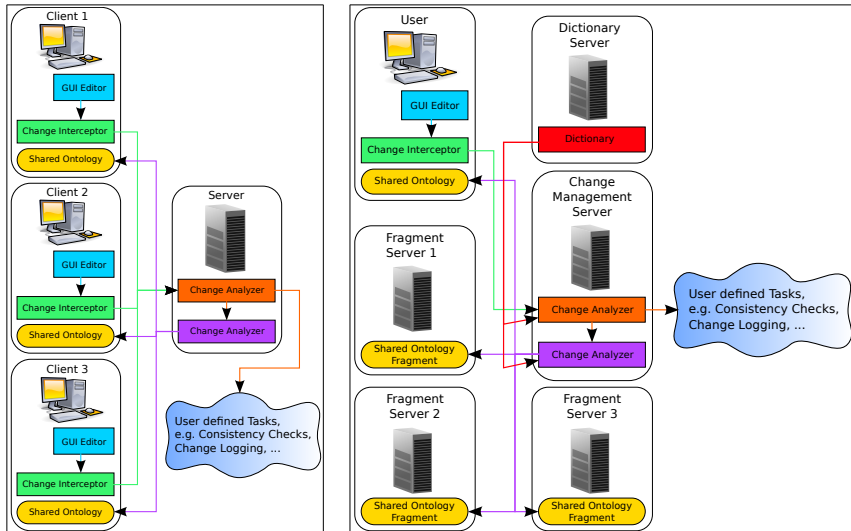 Client 1
GUI Editor
Change Interceptor
Shared Ontology
Client 2
GUI Editor
Change Interceptor
Shared Ontology
Client 3
GUI Editor
Change Interceptor
Shared Ontology
Server
Change Analyzer
Change Analyzer
User defined Tasks,
e.g. Consistency Checks,
Change Logging, ...
User
GUI Editor
Change Interceptor
Shared Ontology
Dictionary
Server
Dictionary
Fragment
Server 1
Shared Ontology
Fragment
Change
Management
Server
Change Analyzer
Change Analyzer
User defined Tasks,
e.g. Consistency Checks,
Change Logging, ...
Fragment
Server 2
Shared Ontology
Fragment
Fragment
Server 3
Shared Ontology
Fragment